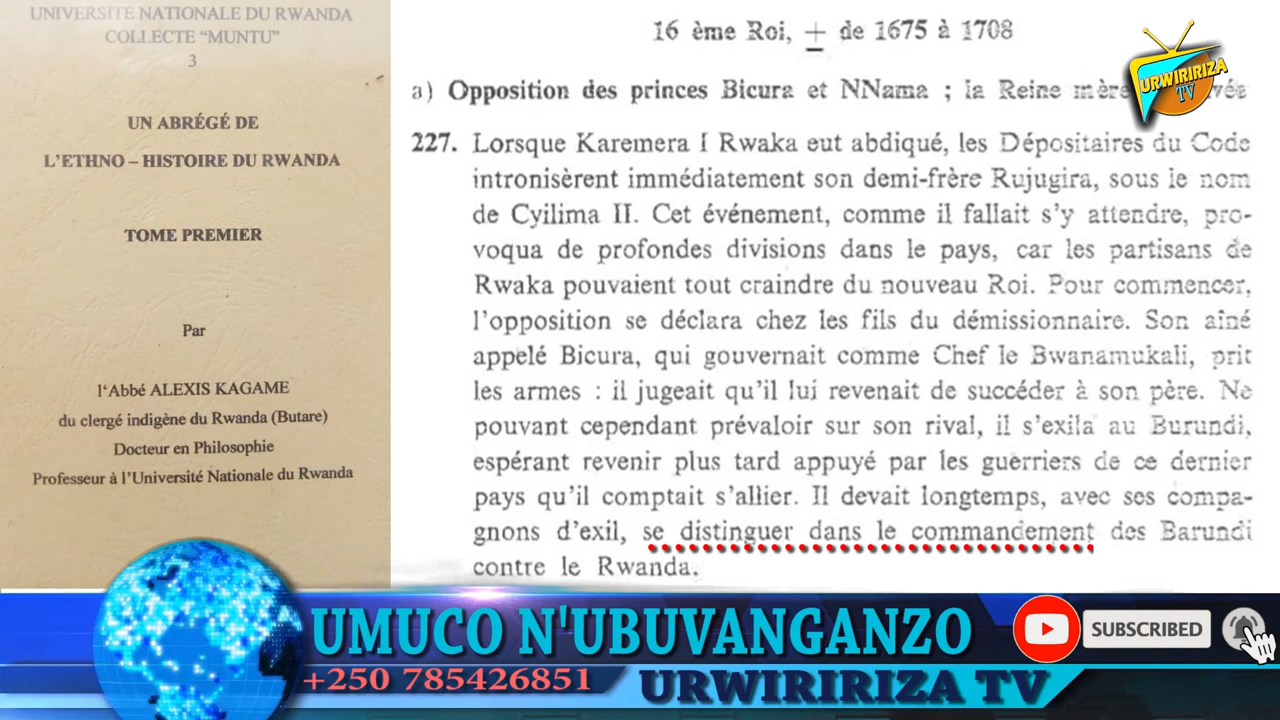 UNIVERSITE NATIONALE DU RWANDA
COLLECTE “MUNTU”
3
UN ABRÉGÉ DE
L’ETHNO – HISTOIRE DU RWANDA
TOME PREMIER
Par
l‘Abbé ALEXIS KAGAME
du clergé indigène du Rwanda (Butare)
Docteur en Philosophie
Professeur à l’Université Nationale du Rwanda
16 ème Roi, ± de 1675 à 1708
a) Opposition des princes Bicura et NNama ; la Reine mère
227. Lorsque Karemera I Rwaka eut abdiqué, les Dépositaires du Code
intronisèrent immédiatement son demi-frère Rujugira, sous le nom
de Cyilima II. Cet événement, comme il fallait s’y attendre, pro-
voqua de profondes divisions dans le pays, car les partisans de
Rwaka pouvaient tout craindre du nouveau Roi. Pour commencer,
l’opposition se déclara chez les fils du démissionnaire. Son aîné
appelé Bicura, qui gouvernait comme Chef le Bwanamukali, prit
les armes : il jugeait qu’il lui revenait de succéder à son père. Ne
pouvant cependant prévaloir sur son rival, il s’exila au Burundi,
espérant revenir plus tard appuyé par les guerriers de ce dernier
pays qu’il comptait s’allier. Il devait longtemps, avec ses compa-
gnons d’exil, se distinguer dans le commandement des Barundi
contre le Rwanda.
URWIRIRIZA
TV
UMUCO N'UBUVANGANZO
SUBSCRIBED
+250 785426851
URWIRIRIZA TV